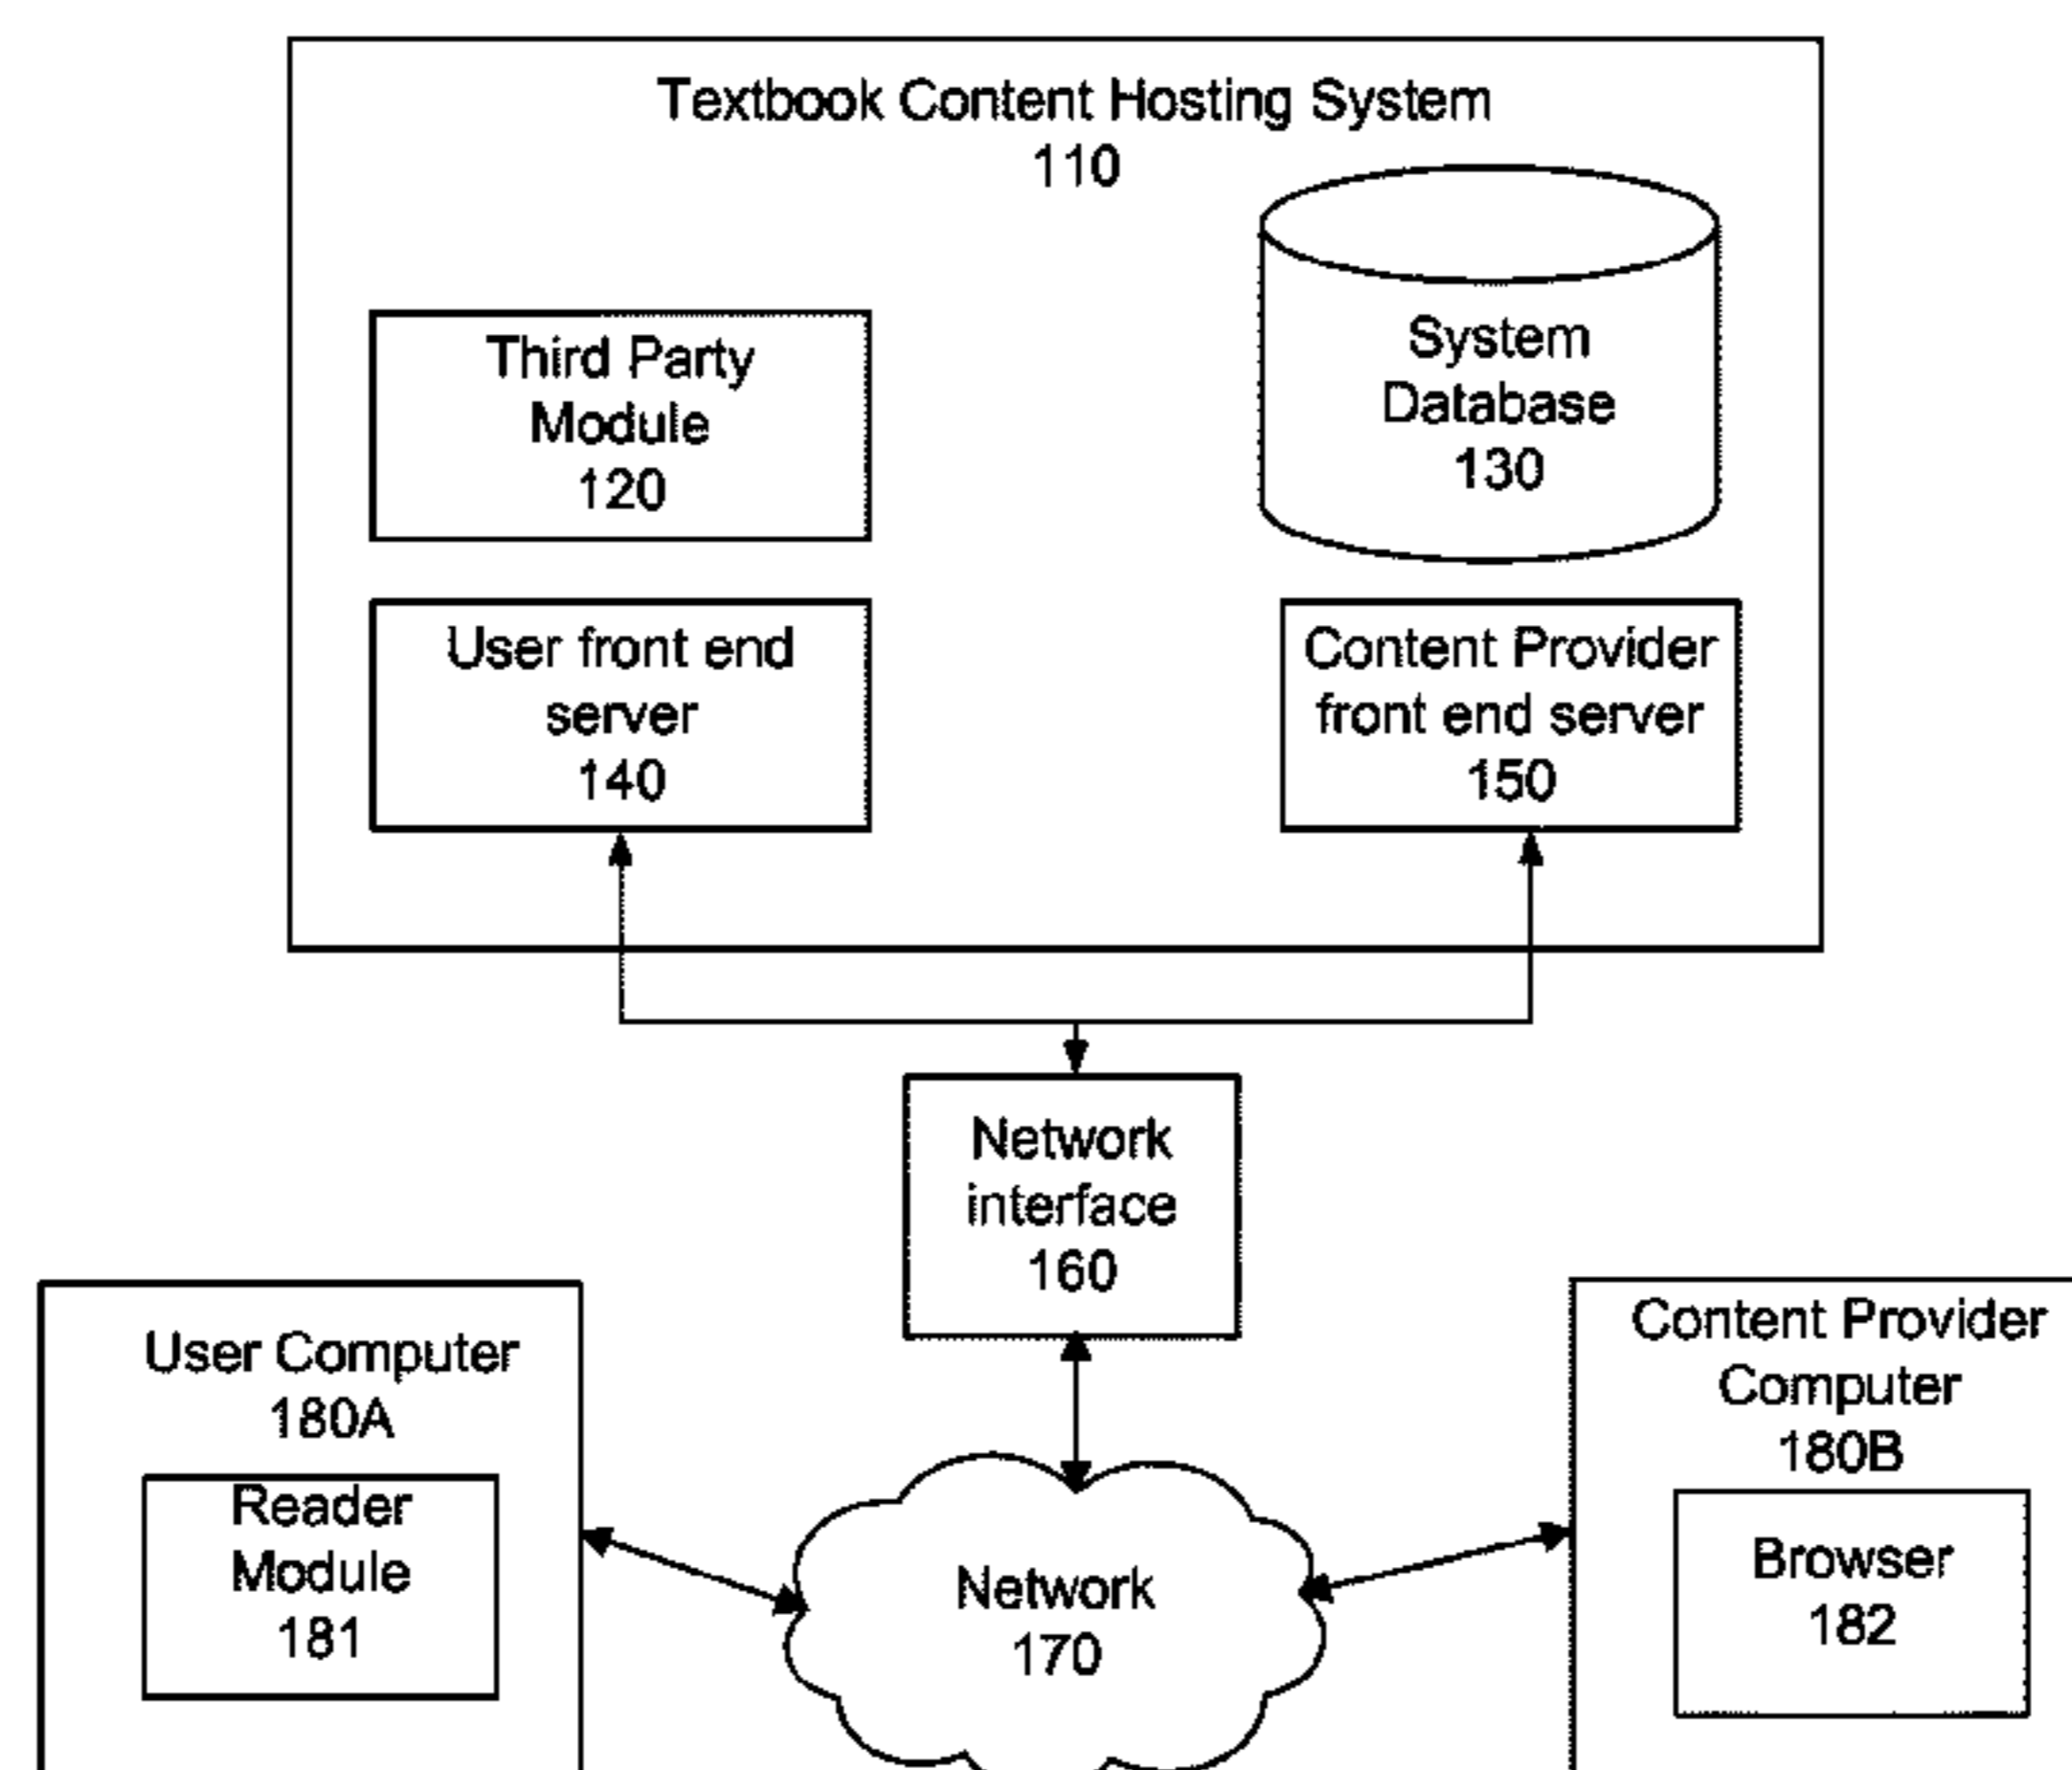 Textbook Content Hosting System
110
Third Party
Module
120
System
Database
130
User front end
server
140
Content Provider
front end server
150
Network
interface
160
User Computer
180A
Reader
Module
181
Network
170
Content Provider
Computer
180B
Browser
182